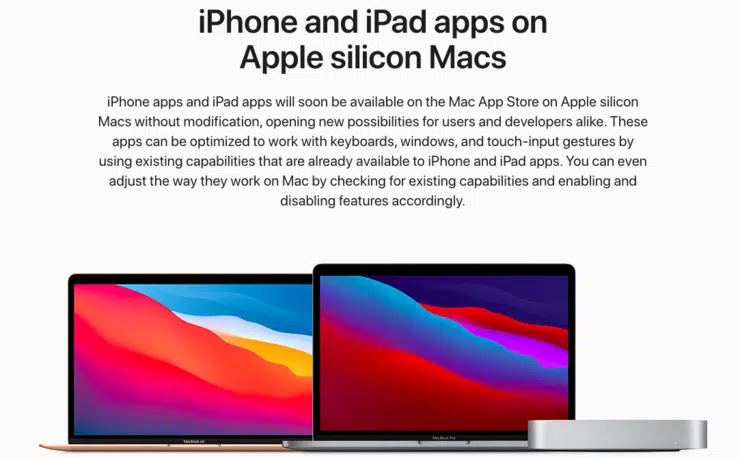 iPhone and iPad apps on
Apple silicon Macs
iPhone apps and iPad apps will soon be available on the Mac App Store on Apple silicon
Macs without modification, opening new possibilities for users and developers alike. These
apps can be optimized to work with keyboards, windows, and touch-input gestures by
using existing capabilities that are already available to iPhone and iPad apps. You can even
adjust the way they work on Mac by checking for existing capabilities and enabling and
disabling features accordingly.
MacBook Air
MacBook Pro